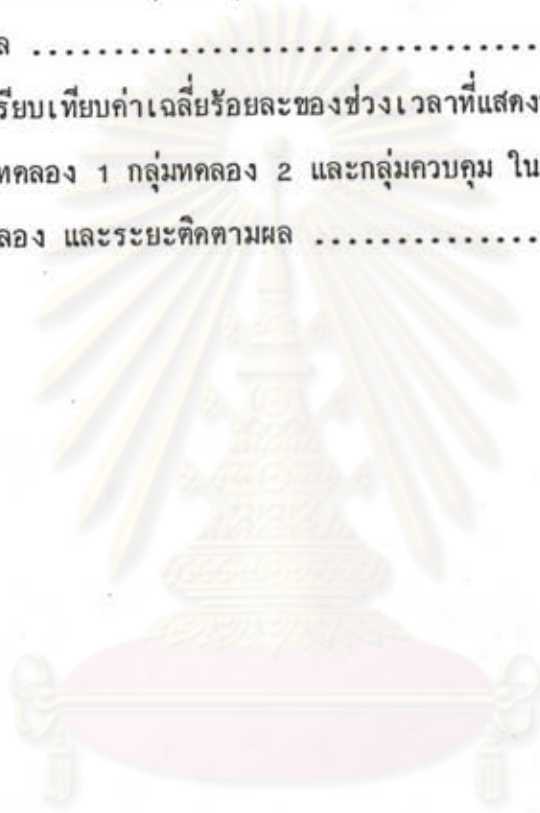 ล ................................
รียบเทียบค่าเฉลี่ยร้อยละของช่วงเวลาที่แสดง
ทดลอง 1 กลุ่มทดลอง 2 และกลุ่มควบคุม ใน
ลอง และระยะติดตามผล ...............